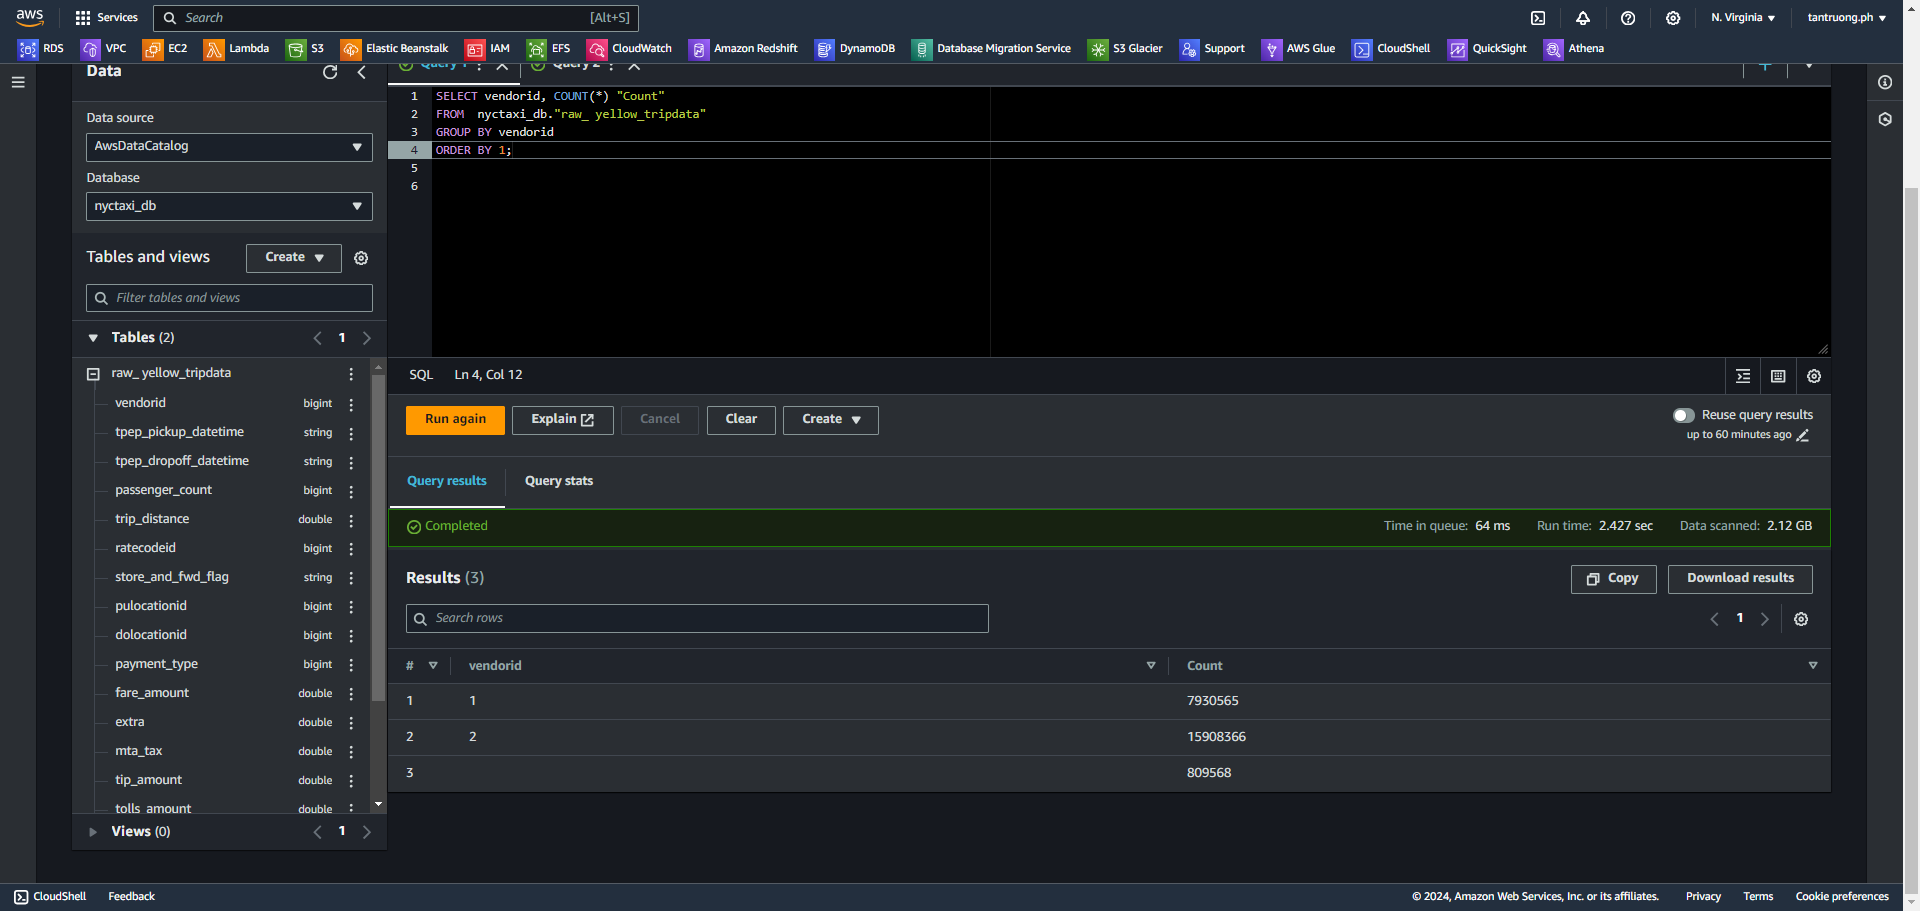 aws
Services
Search
[Alt+S]
N. Virginia
tantruong.ph
RDS
VPC
EC2
Lambda
S3
Elastic Beanstalk
IAM
EFS
CloudWatch
Amazon Redshift
DynamoDB
Database Migration Service
S3 Glacier
Support
AWS Glue
CloudShell
QuickSight
Athena
Data
Data source
AwsDataCatalog
Database
nyctaxi_db
Tables and views
Create
Filter tables and views
Tables (2)
1
raw_ yellow_tripdata
vendorid bigint
tpep_pickup_datetime string
tpep_dropoff_datetime string
passenger_count bigint
trip_distance double
ratecodeid bigint
store_and_fwd_flag string
pulocationid bigint
dolocationid bigint
payment_type bigint
fare_amount double
extra double
mta_tax double
tip_amount double
tolls_amount double
Views (0)
1
Query 1
Query 2
1 SELECT vendorid, COUNT(*) "Count"
2 FROM  nyctaxi_db."raw_ yellow_tripdata"
3 GROUP BY vendorid
4 ORDER BY 1;
5
6
SQL
Ln 4, Col 12
Run again
Explain
Cancel
Clear
Create
Reuse query results
up to 60 minutes ago
Query results
Query stats
Completed
Time in queue: 64 ms
Run time: 2.427 sec
Data scanned: 2.12 GB
Results (3)
Copy
Download results
Search rows
1
# vendorid Count
1 1 7930565
2 2 15908366
3 809568
CloudShell
Feedback
© 2024, Amazon Web Services, Inc. or its affiliates.
Privacy
Terms
Cookie preferences